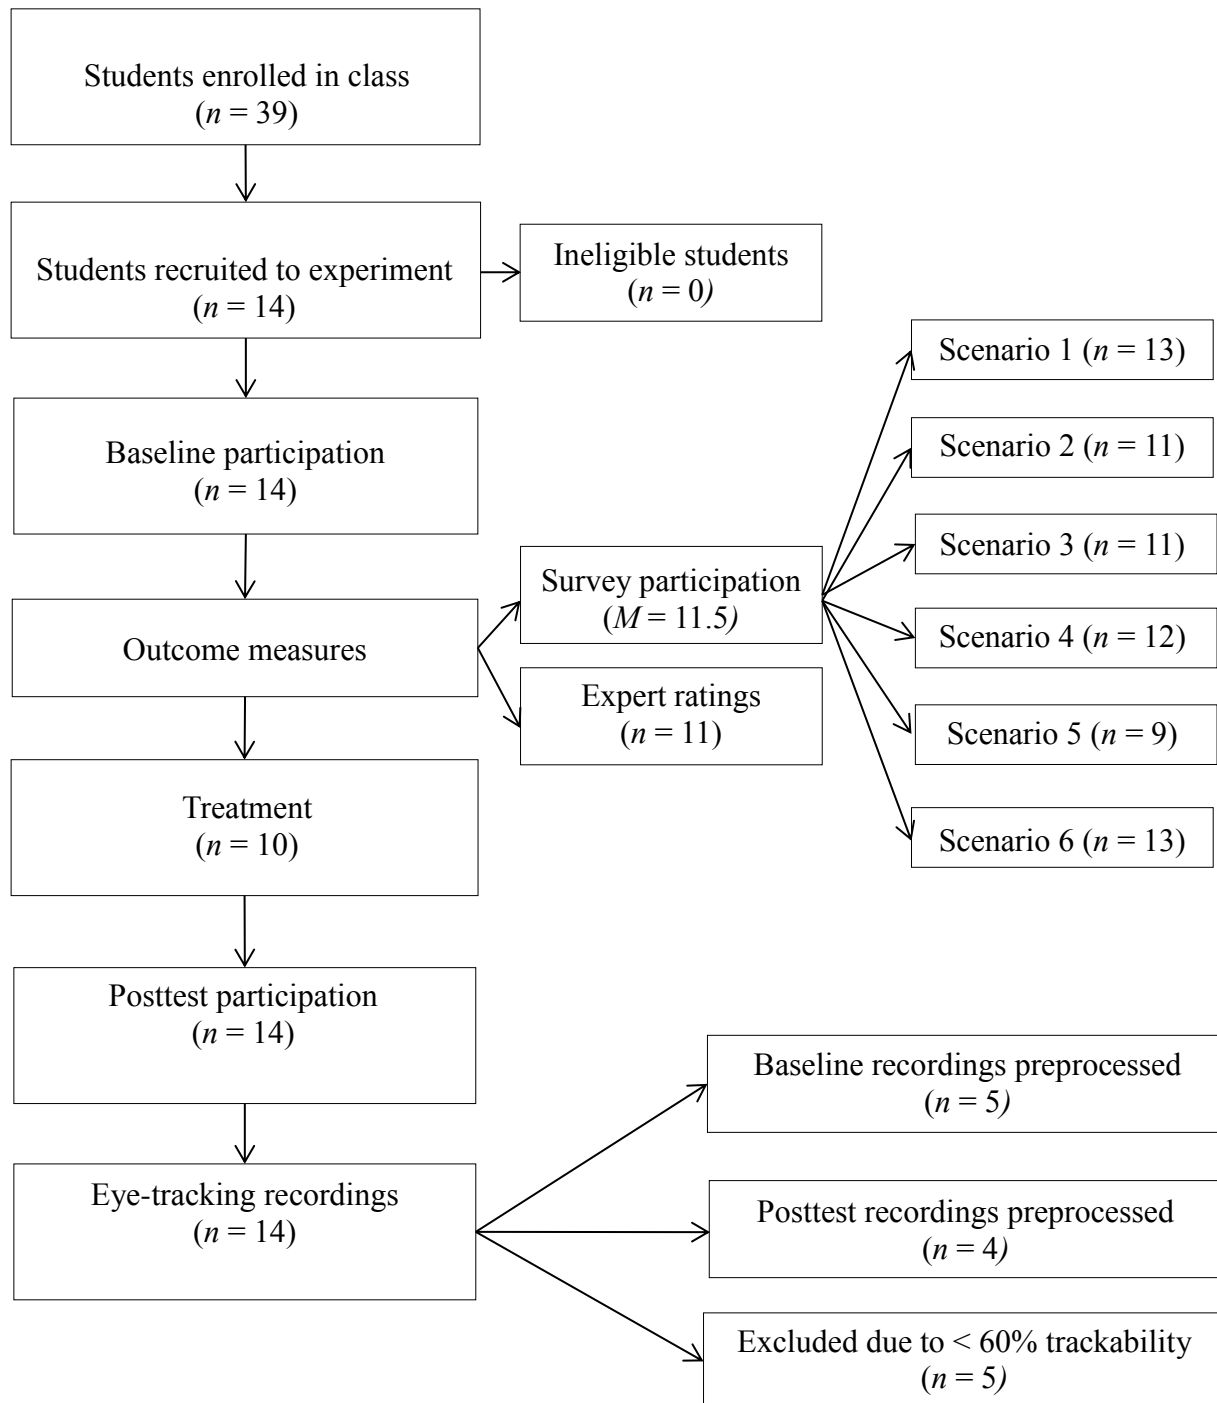 Students enrolled in class
(n = 39)
Students recruited to experiment
(n = 14)
Ineligible students
(n = 0)
Baseline participation
(n = 14)
Outcome measures
Survey participation
(M = 11.5)
Expert ratings
(n = 11)
Scenario 1 (n = 13)
Scenario 2 (n = 11)
Scenario 3 (n = 11)
Scenario 4 (n = 12)
Scenario 5 (n = 9)
Scenario 6 (n = 13)
Treatment
(n = 10)
Posttest participation
(n = 14)
Eye-tracking recordings
(n = 14)
Baseline recordings preprocessed
(n = 5)
Posttest recordings preprocessed
(n = 4)
Excluded due to < 60% trackability
(n = 5)